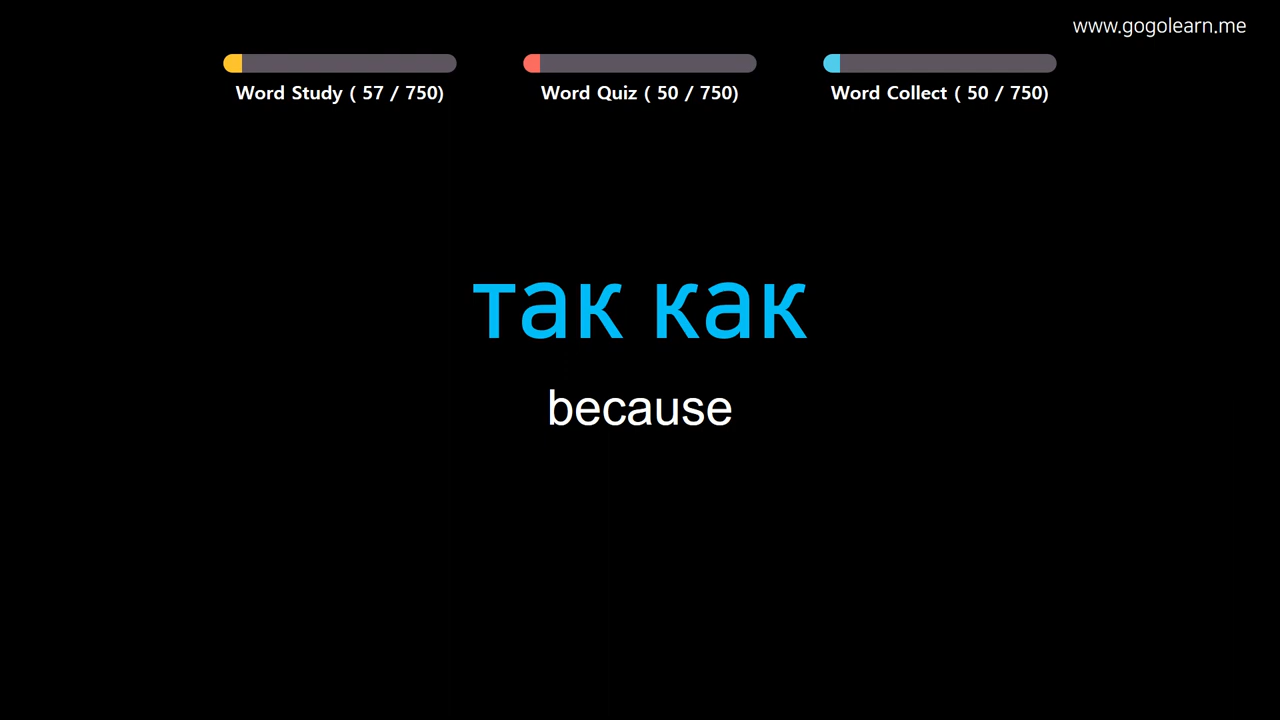 www.gogolearn.me
Word Study ( 57 / 750)
Word Quiz ( 50 / 750)
Word Collect ( 50 / 750)
так как
because